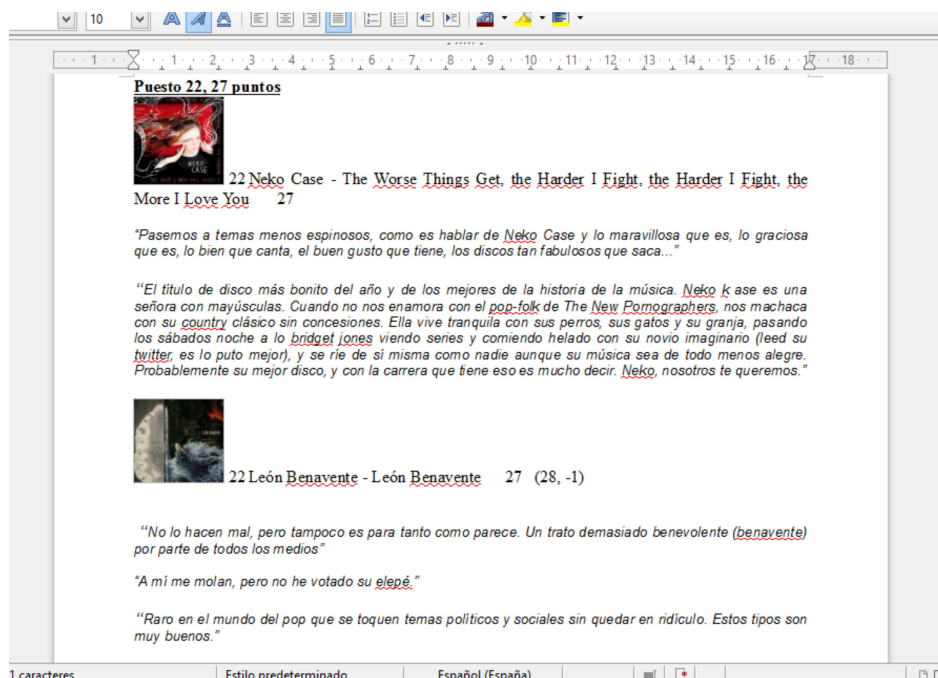 10
1 1 2 3 4 5 6 7 8 9 10 11 12 13 14 15 16 17 18
Puesto 22, 27 puntos
NEKO
CASE
22 Neko Case - The Worse Things Get, the Harder I Fight, the Harder I Fight, the
More I Love You 27
“Pasemos a temas menos espinosos, como es hablar de Neko Case y lo maravillosa que es, lo graciosa
que es, lo bien que canta, el buen gusto que tiene, los discos tan fabulosos que saca...”
“El título de disco más bonito del año y de los mejores de la historia de la música. Neko k ase es una
señora con mayúsculas. Cuando no nos enamora con el pop-folk de The New Pornographers, nos machaca
con su country clásico sin concesiones. Ella vive tranquila con sus perros, sus gatos y su granja, pasando
los sábados noche a lo bridget jones viendo series y comiendo helado con su novio imaginario (leed su
twitter, es lo puto mejor), y se ríe de sí misma como nadie aunque su música sea de todo menos alegre.
Probablemente su mejor disco, y con la carrera que tiene eso es mucho decir. Neko, nosotros te queremos.”
22 León Benavente - León Benavente 27 (28, -1)
“No lo hacen mal, pero tampoco es para tanto como parece. Un trato demasiado benevolente (benavente)
por parte de todos los medios”
“A mí me molan, pero no he votado su elepé.”
“Raro en el mundo del pop que se toquen temas políticos y sociales sin quedar en ridículo. Estos tipos son
muy buenos.”
1 caracteres Estilo predeterminado Español (España)